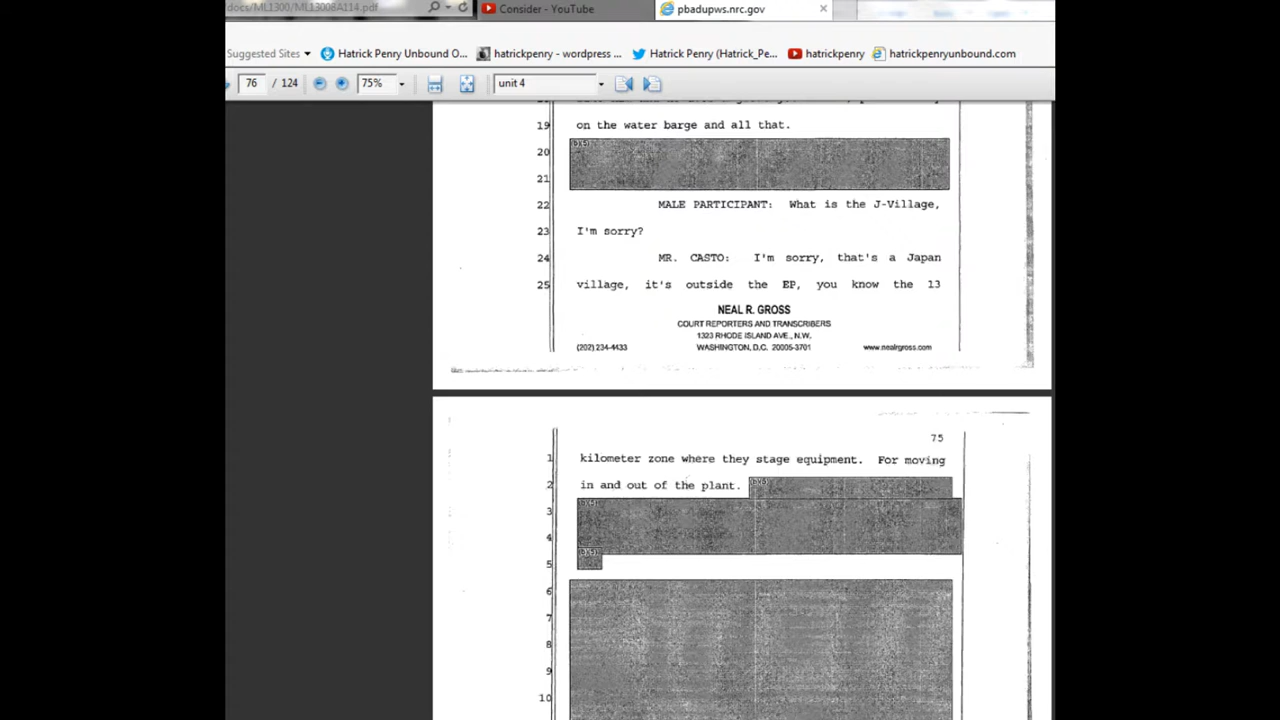 docs/ML1300/ML13008A114.pdf
Consider - YouTube
pbadupws.nrc.gov
Suggested Sites
Hatrick Penry Unbound O...
hatrickpenry - wordpress ...
Hatrick Penry (Hatrick_Pe...
hatrickpenry
hatrickpenryunbound.com
76 / 124
75%
unit 4
19 on the water barge and all that.
20
21
22 MALE PARTICIPANT: What is the J-Village,
23 I'm sorry?
24 MR. CASTO: I'm sorry, that's a Japan
25 village, it's outside the EP, you know the 13
NEAL R. GROSS
COURT REPORTERS AND TRANSCRIBERS
1323 RHODE ISLAND AVE., N.W.
(202) 234-4433 WASHINGTON, D.C. 20005-3701 www.nealrgross.com
75
1 kilometer zone where they stage equipment. For moving
2 in and out of the plant.
3
4
5
6
7
8
9
10